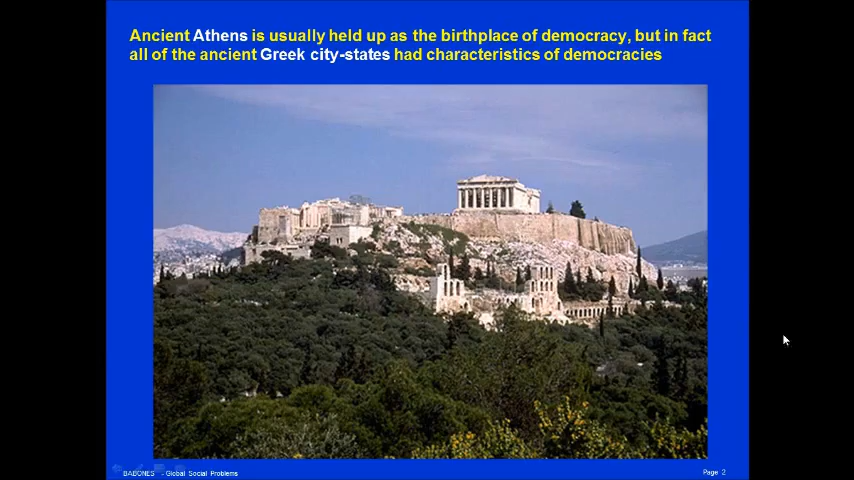 Ancient Athens is usually held up as the birthplace of democracy, but in fact
all of the ancient Greek city-states had characteristics of democracies
BABONES - Global Social Problems
Page 2